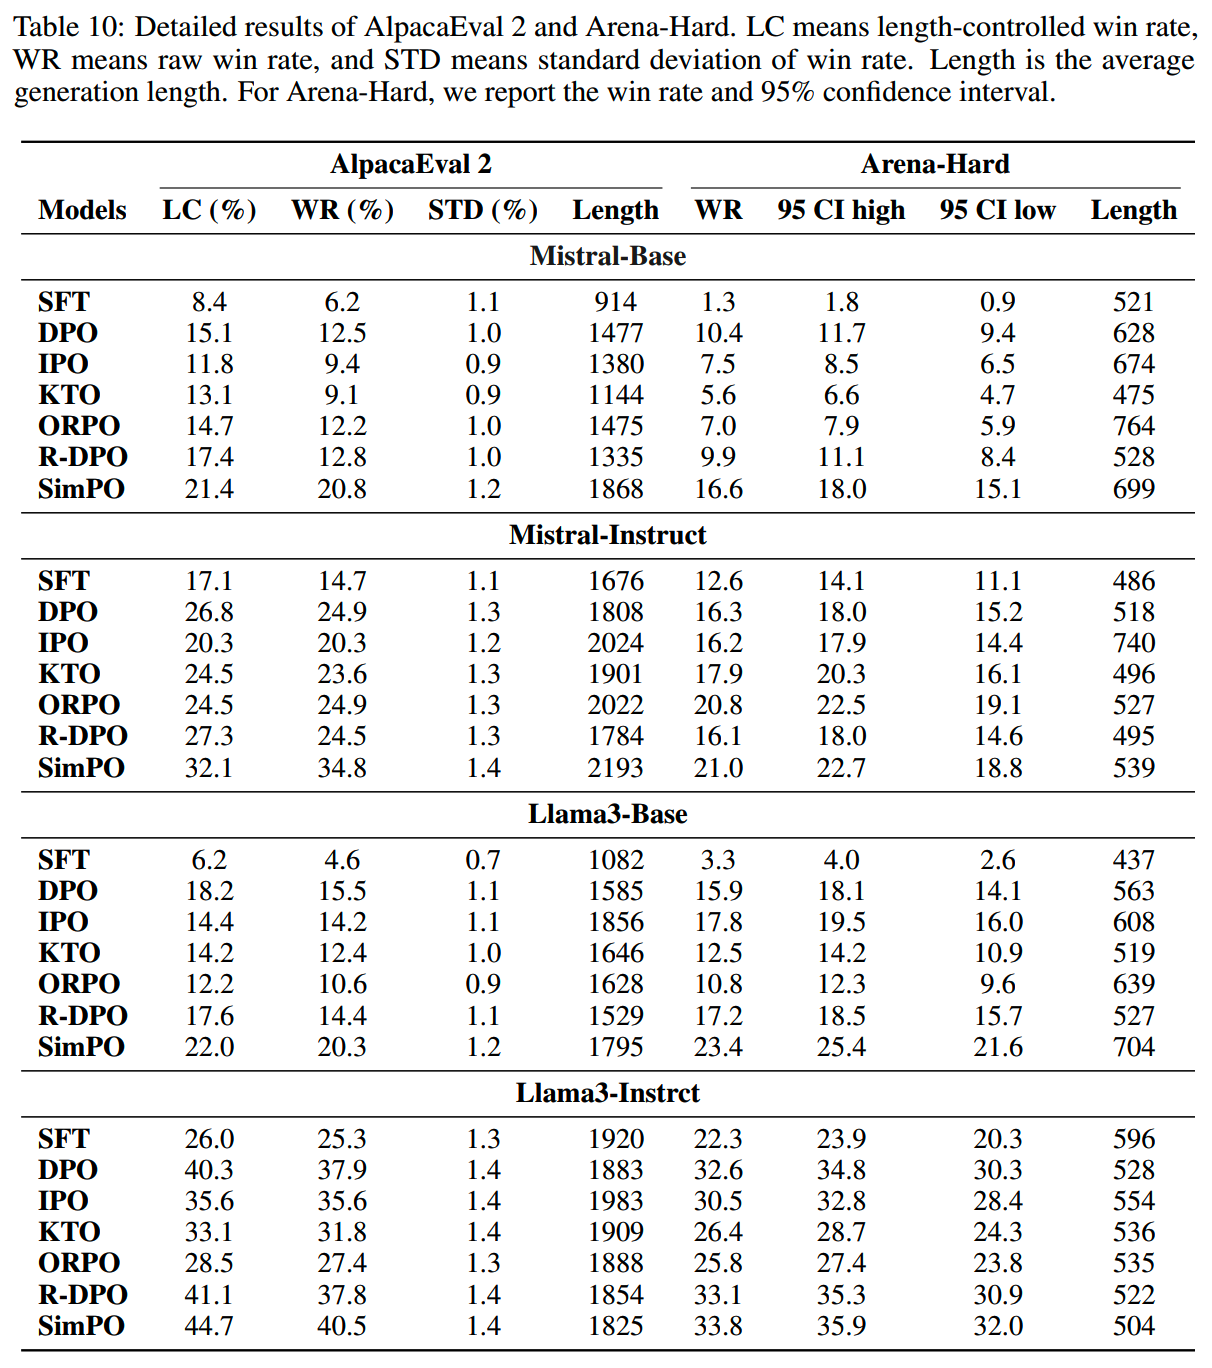 Table 10: Detailed results of AlpacaEval 2 and Arena-Hard. LC means length-controlled win rate,
WR means raw win rate, and STD means standard deviation of win rate. Length is the average
generation length. For Arena-Hard, we report the win rate and 95% confidence interval.
AlpacaEval 2 Arena-Hard
Models LC (%) WR (%) STD (%) Length WR 95 CI high 95 CI low Length
Mistral-Base
SFT 8.4 6.2 1.1 914 1.3 1.8 0.9 521
DPO 15.1 12.5 1.0 1477 10.4 11.7 9.4 628
IPO 11.8 9.4 0.9 1380 7.5 8.5 6.5 674
KTO 13.1 9.1 0.9 1144 5.6 6.6 4.7 475
ORPO 14.7 12.2 1.0 1475 7.0 7.9 5.9 764
R-DPO 17.4 12.8 1.0 1335 9.9 11.1 8.4 528
SimPO 21.4 20.8 1.2 1868 16.6 18.0 15.1 699
Mistral-Instruct
SFT 17.1 14.7 1.1 1676 12.6 14.1 11.1 486
DPO 26.8 24.9 1.3 1808 16.3 18.0 15.2 518
IPO 20.3 20.3 1.2 2024 16.2 17.9 14.4 740
KTO 24.5 23.6 1.3 1901 17.9 20.3 16.1 496
ORPO 24.5 24.9 1.3 2022 20.8 22.5 19.1 527
R-DPO 27.3 24.5 1.3 1784 16.1 18.0 14.6 495
SimPO 32.1 34.8 1.4 2193 21.0 22.7 18.8 539
Llama3-Base
SFT 6.2 4.6 0.7 1082 3.3 4.0 2.6 437
DPO 18.2 15.5 1.1 1585 15.9 18.1 14.1 563
IPO 14.4 14.2 1.1 1856 17.8 19.5 16.0 608
KTO 14.2 12.4 1.0 1646 12.5 14.2 10.9 519
ORPO 12.2 10.6 0.9 1628 10.8 12.3 9.6 639
R-DPO 17.6 14.4 1.1 1529 17.2 18.5 15.7 527
SimPO 22.0 20.3 1.2 1795 23.4 25.4 21.6 704
Llama3-Instrct
SFT 26.0 25.3 1.3 1920 22.3 23.9 20.3 596
DPO 40.3 37.9 1.4 1883 32.6 34.8 30.3 528
IPO 35.6 35.6 1.4 1983 30.5 32.8 28.4 554
KTO 33.1 31.8 1.4 1909 26.4 28.7 24.3 536
ORPO 28.5 27.4 1.3 1888 25.8 27.4 23.8 535
R-DPO 41.1 37.8 1.4 1854 33.1 35.3 30.9 522
SimPO 44.7 40.5 1.4 1825 33.8 35.9 32.0 504